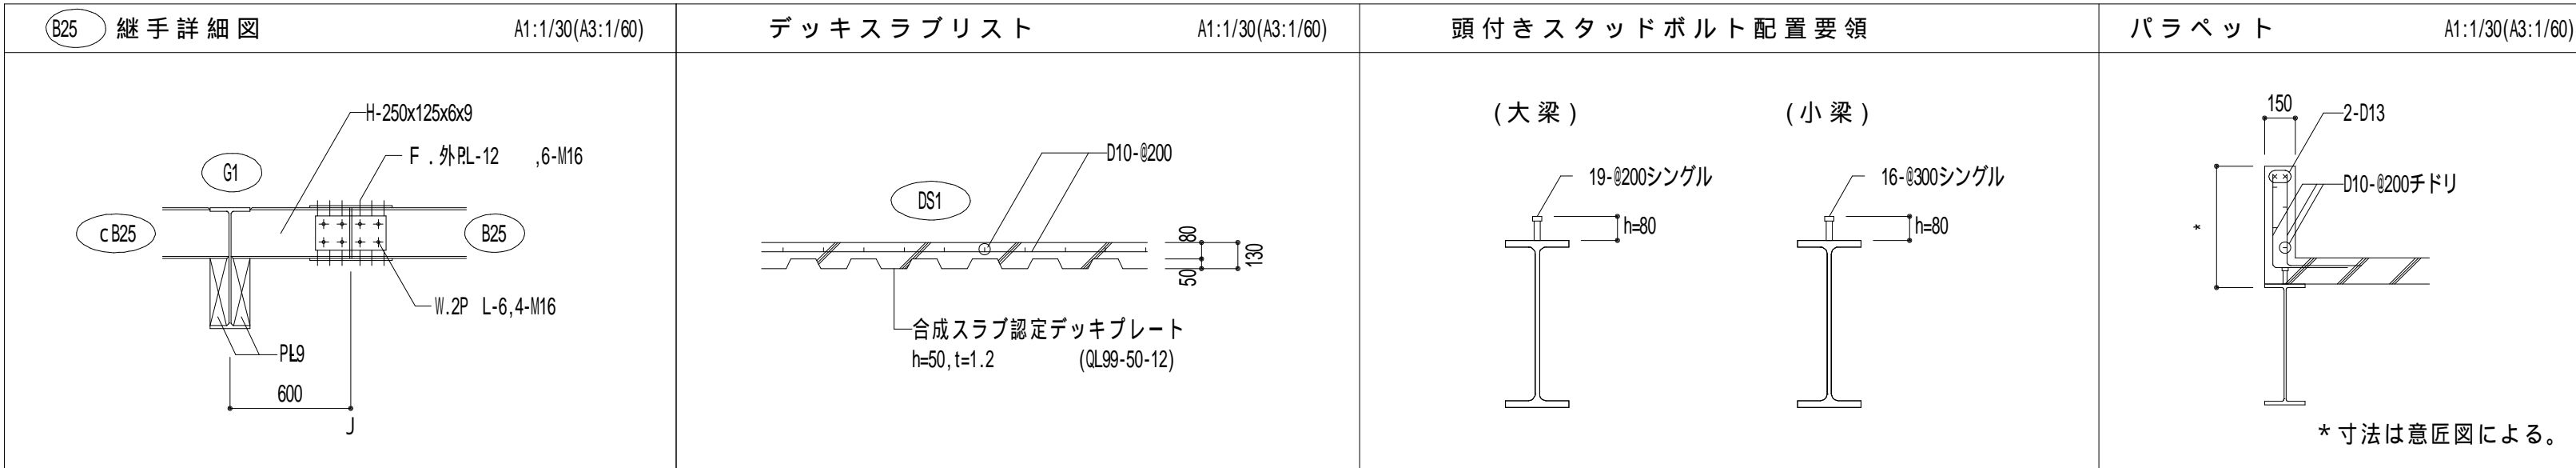 B25 継手詳細図 A1:1/30(A3:1/60)
H-250x125x6x9
F.外PL-12 ,6-M16
G1
cB25
B25
W.2P L-6,4-M16
PL9
600
J
デッキスラブリスト A1:1/30(A3:1/60)
D10-@200
DS1
80
130
50
合成スラブ認定デッキプレート
h=50,t=1.2 (QL99-50-12)
頭付きスタッドボルト配置要領
(大梁)
(小梁)
19-@200シングル
16-@300シングル
h=80
h=80
パラペット A1:1/30(A3:1/60)
150
2-D13
D10-@200チドリ
*
*寸法は意匠図による。